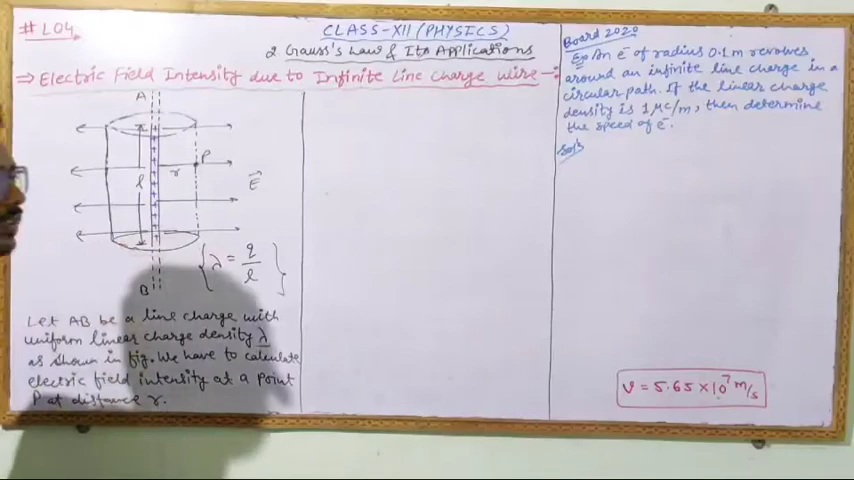 #L04
CLASS-XII (PHYSICS)
2 Gauss's Law & Its Applications
⇒ Electric Field Intensity due to Infinite Line Charge Wire -:
A
P
r
l
E⃗
{ λ = q/l }
B
Let AB be a line charge with
uniform linear charge density λ
as shown in fig. We have to calculate
electric field intensity at a point
P at distance r.
Board 2020
An e⁻ of radius 0.1m revolves
around an infinite line charge in a
circular path. If the linear charge
density is 1 μc/m, then determine
the speed of e⁻.
Sol'n
v = 5.65 × 10⁷ m/s